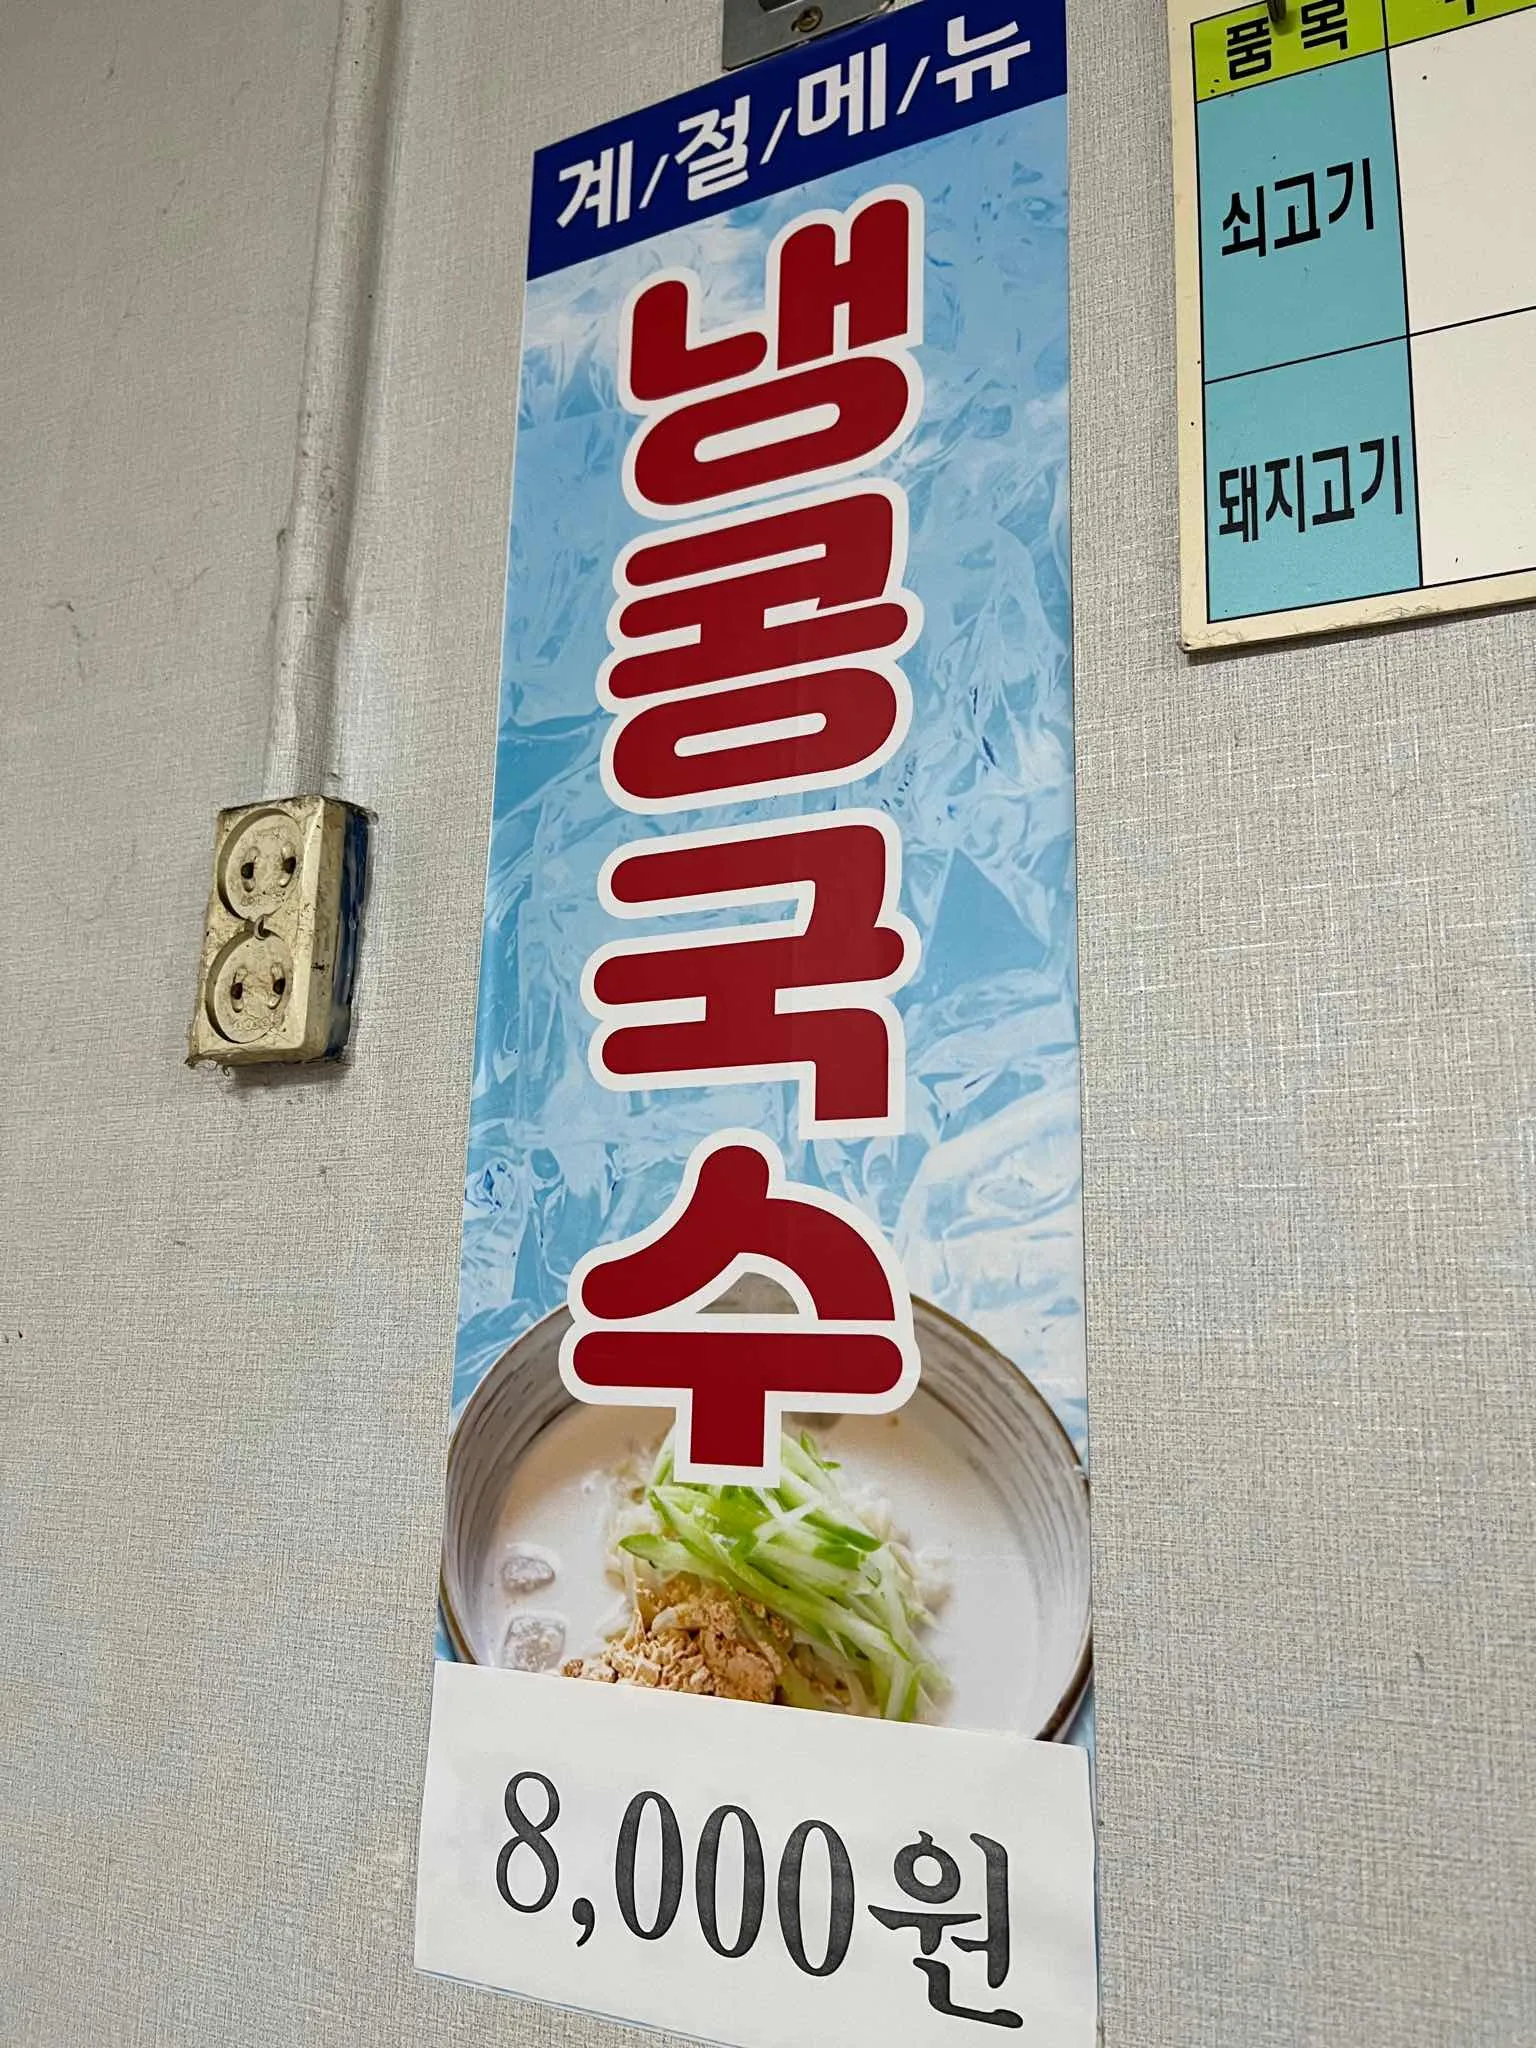 계/절/메/뉴
냉콩국수
8,000원
품 목
쇠고기
돼지고기